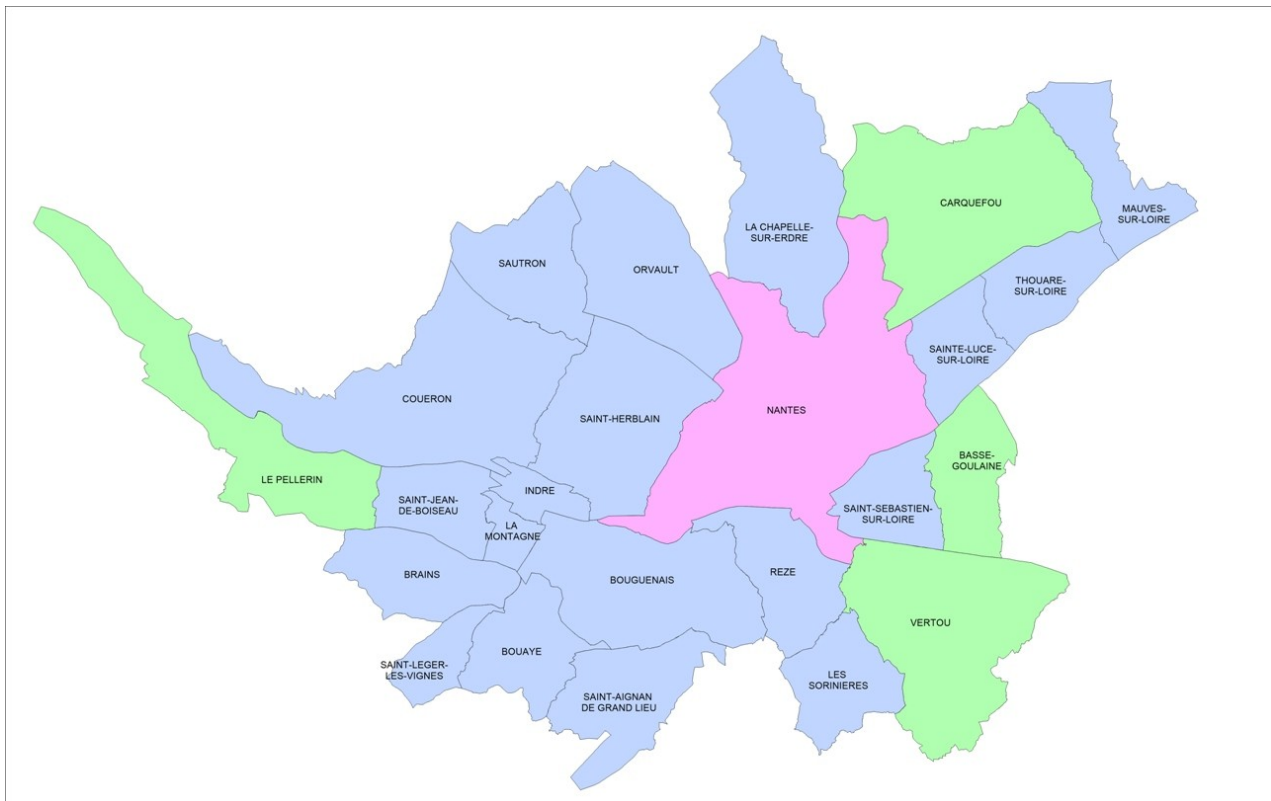 CARQUEFOU
MAUVES-
SUR-LOIRE
LA CHAPELLE-
SUR-ERDRE
SAUTRON
ORVAULT
THOUARE-
SUR-LOIRE
SAINTE-LUCE-
SUR-LOIRE
COUERON
SAINT-HERBLAIN
NANTES
BASSE-
GOULAINE
LE PELLERIN
SAINT-JEAN-
DE-BOISEAU
INDRE
LA
MONTAGNE
SAINT-SEBASTIEN-
SUR-LOIRE
BRAINS
BOUGUENAIS
REZE
VERTOU
SAINT-LEGER-
LES-VIGNES
BOUAYE
SAINT-AIGNAN
DE GRAND LIEU
LES
SORINIERES